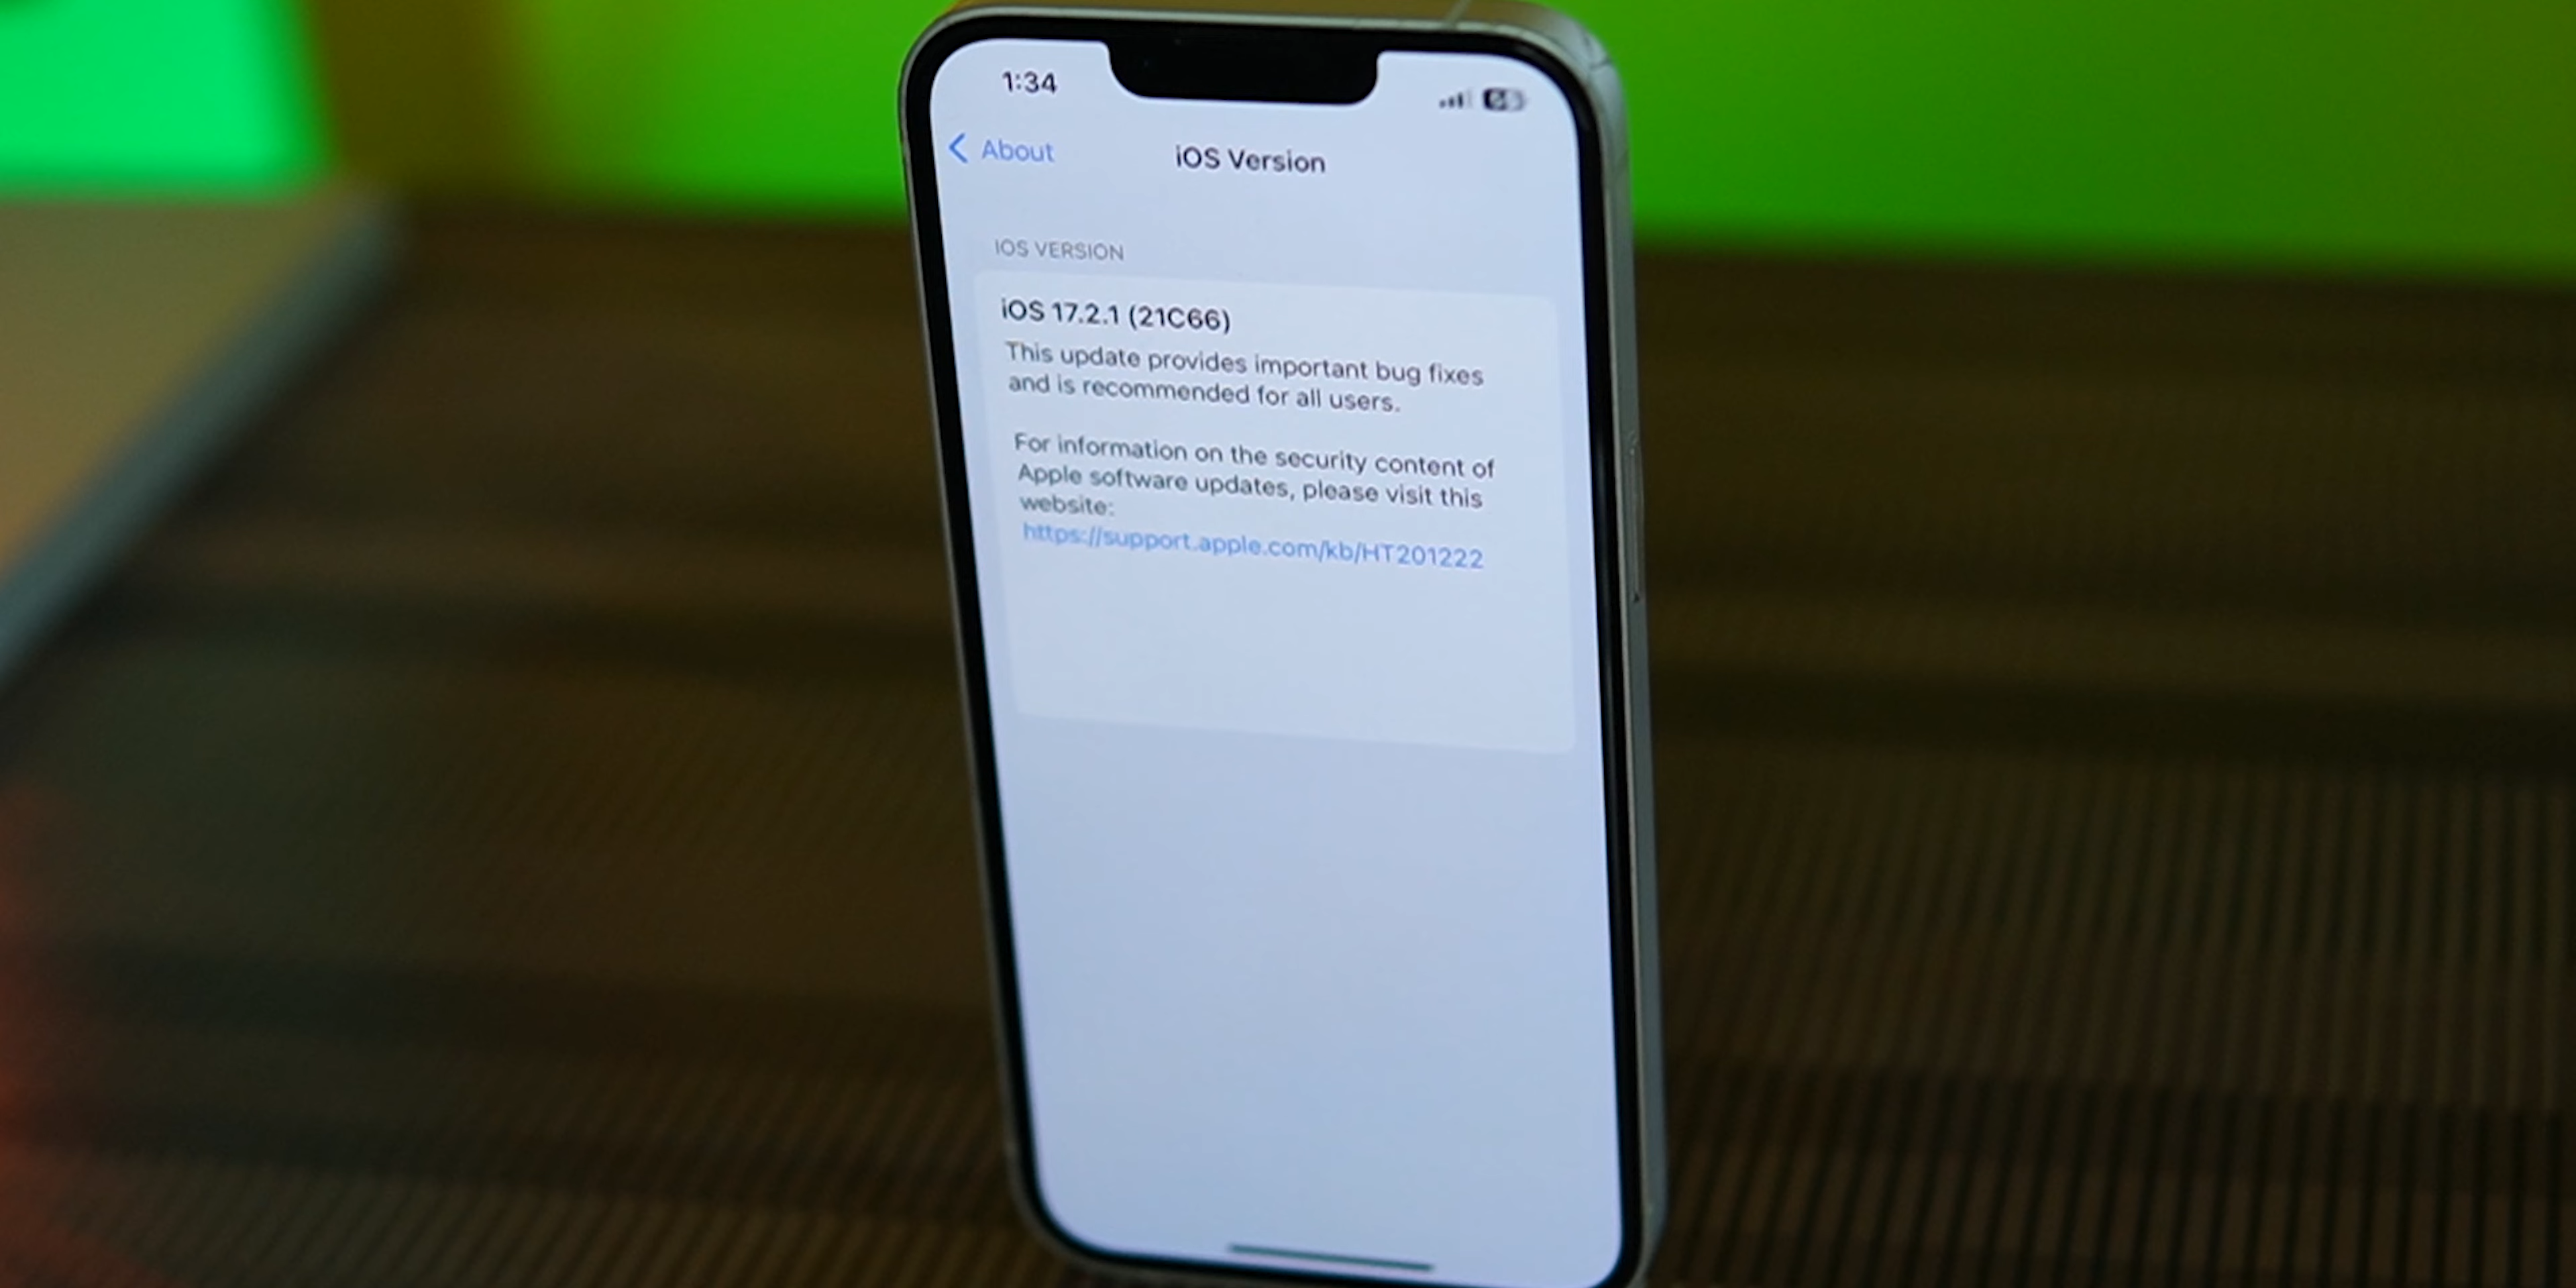 1:34
About
iOS Version
IOS VERSION
iOS 17.2.1 (21C66)
This update provides important bug fixes
and is recommended for all users.
For information on the security content of
Apple software updates, please visit this
website:
https://support.apple.com/kb/HT201222